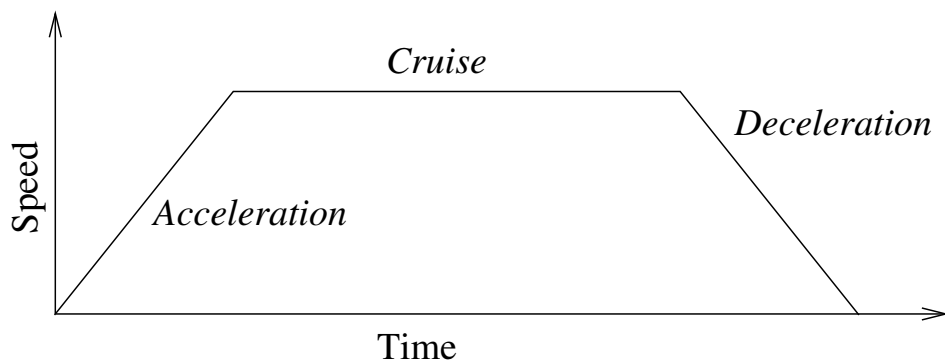 Cruise
Deceleration
Speed
Acceleration
Time